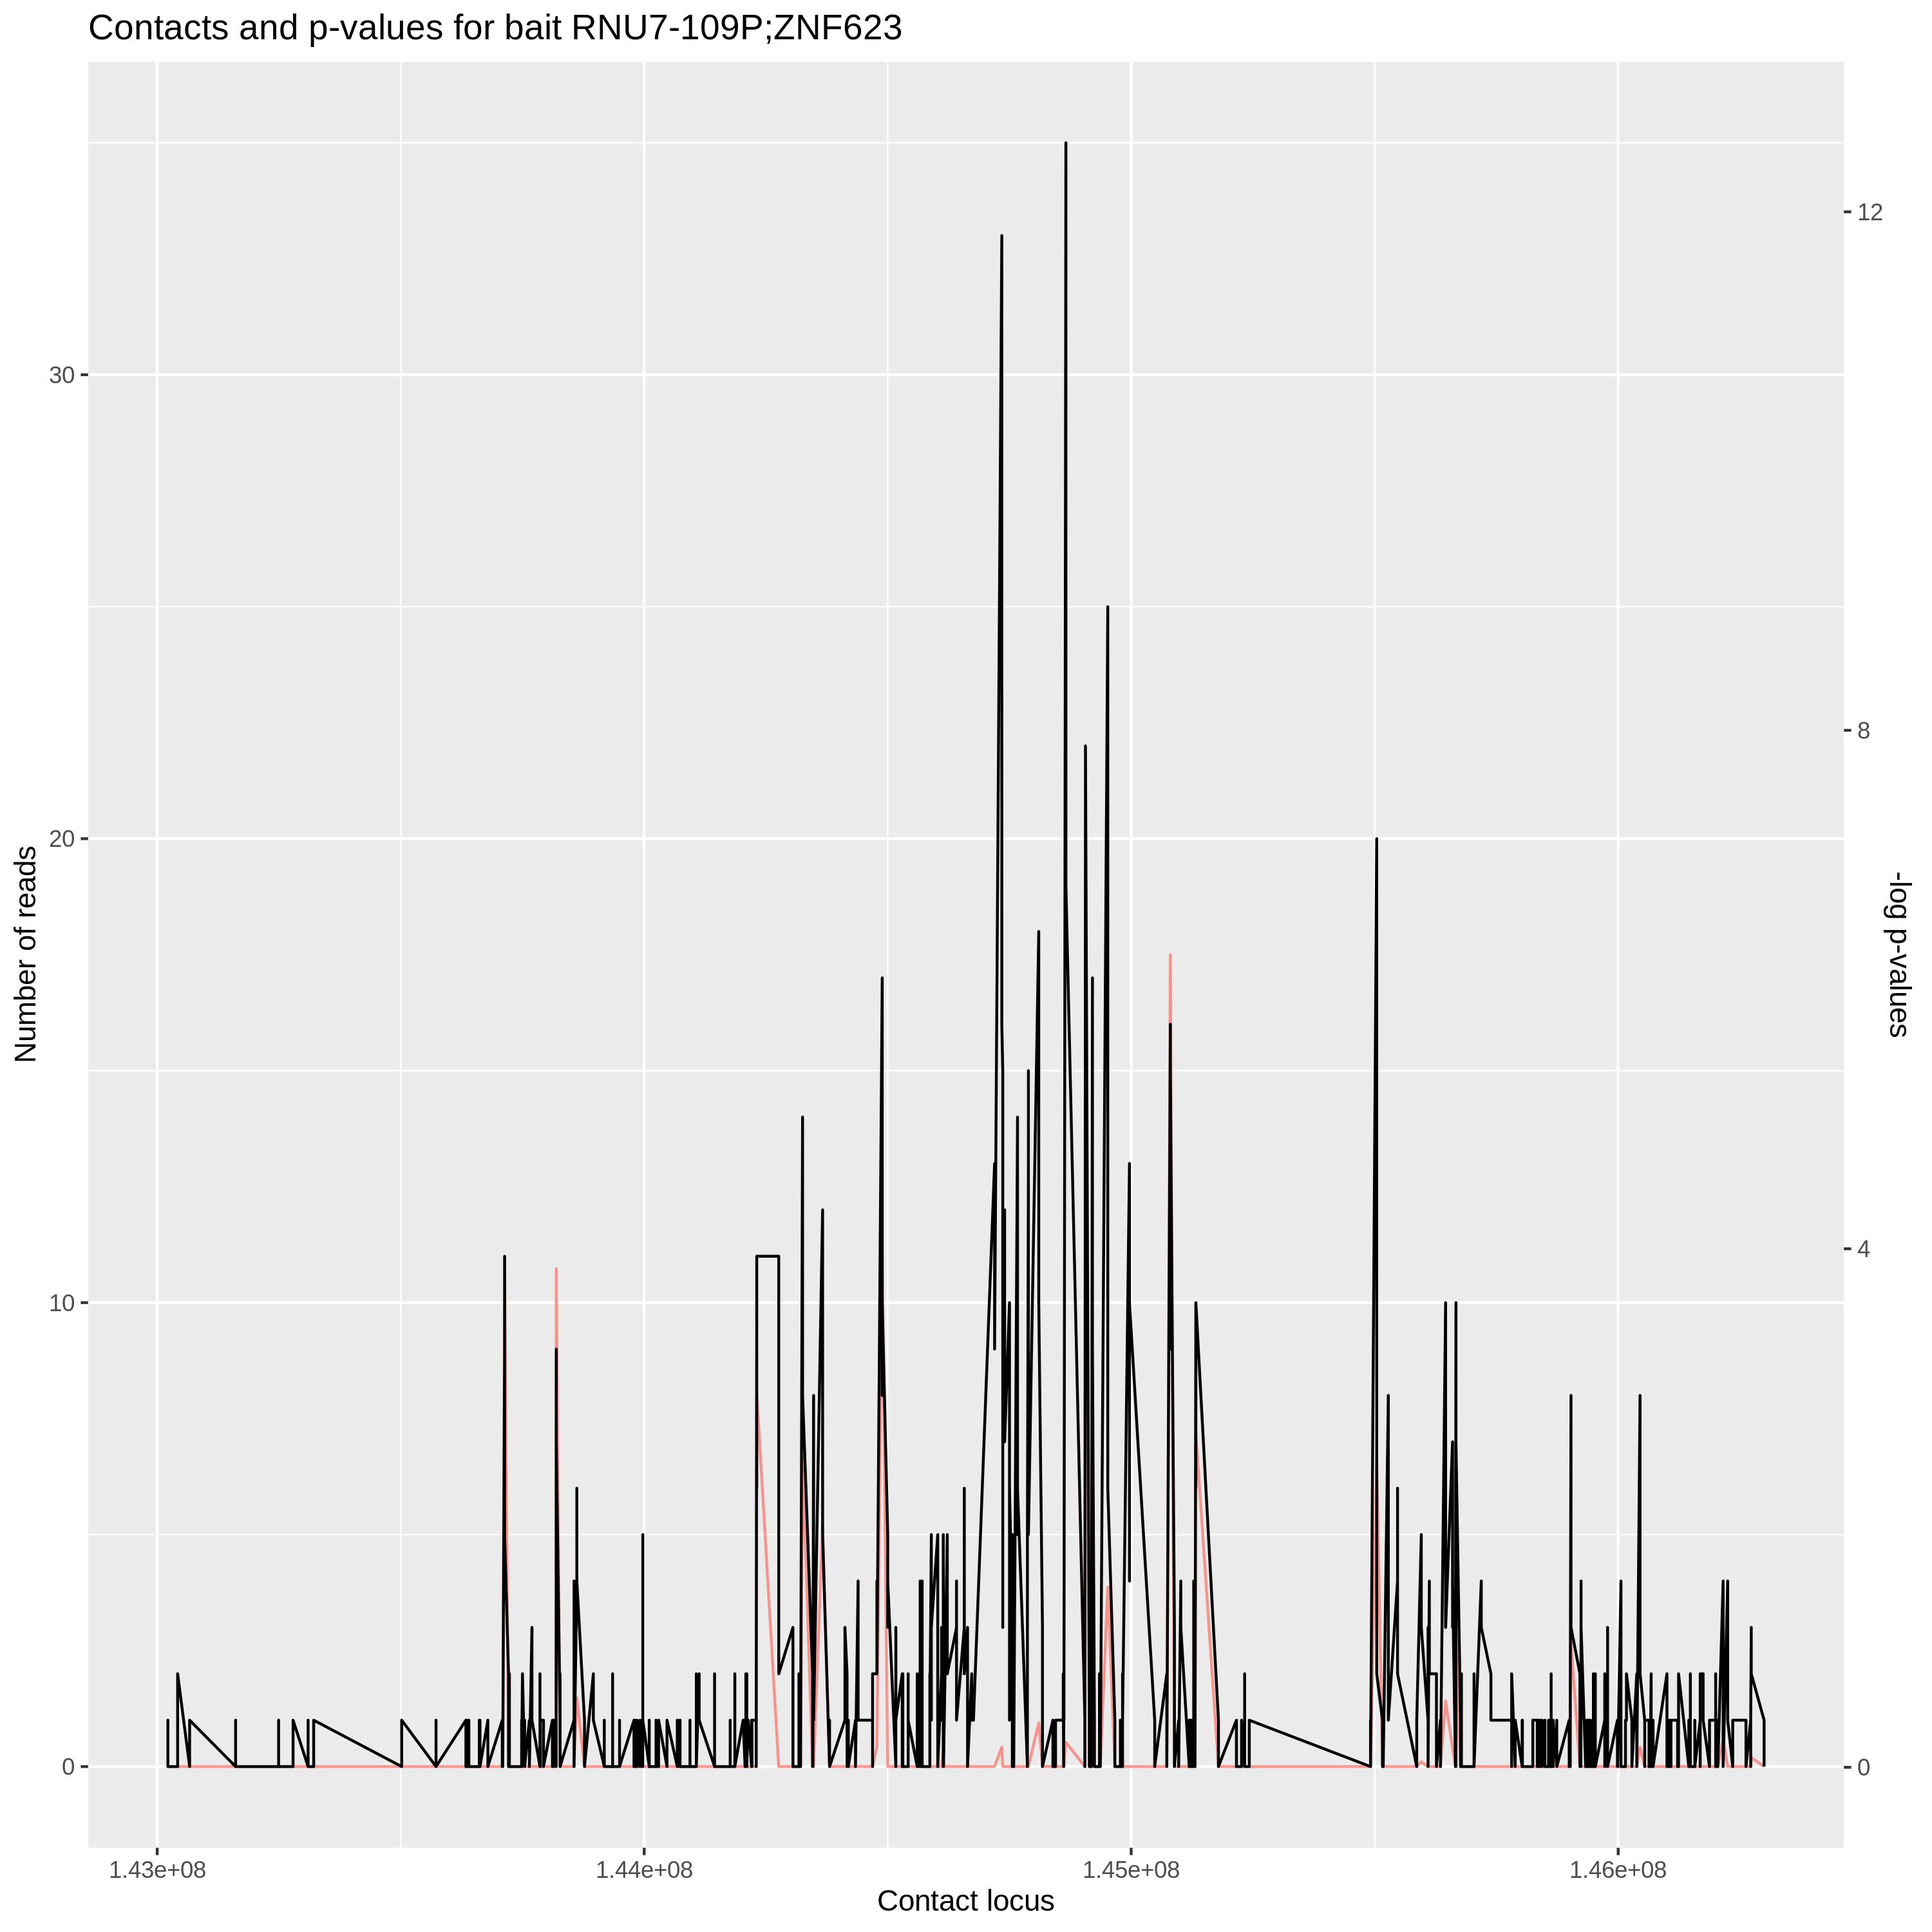 Contacts and p-values for bait RNU7-109P;ZNF623
Number of reads
30
20
10
0
12
8
4
0
-log p-values
1.43e+08
1.44e+08
1.45e+08
1.46e+08
Contact locus